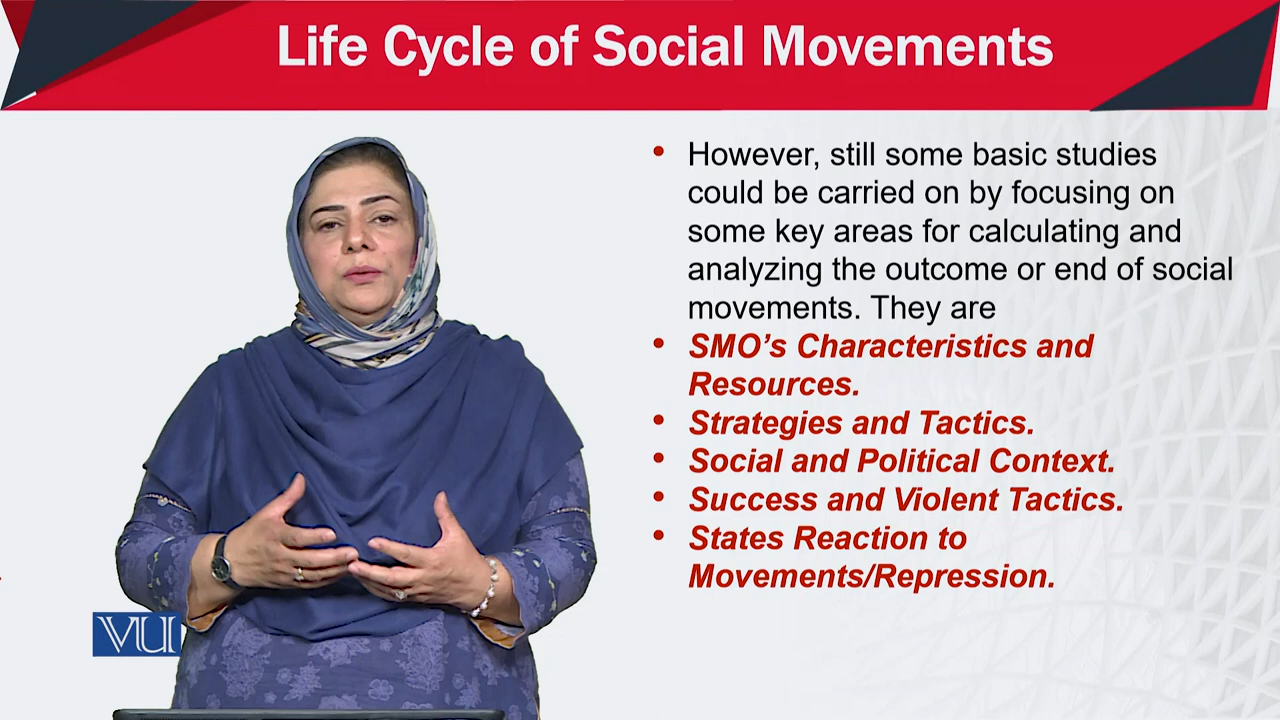 Life Cycle of Social Movements
• However, still some basic studies
could be carried on by focusing on
some key areas for calculating and
analyzing the outcome or end of social
movements. They are
• SMO’s Characteristics and
Resources.
• Strategies and Tactics.
• Social and Political Context.
• Success and Violent Tactics.
• States Reaction to
Movements/Repression.
VU